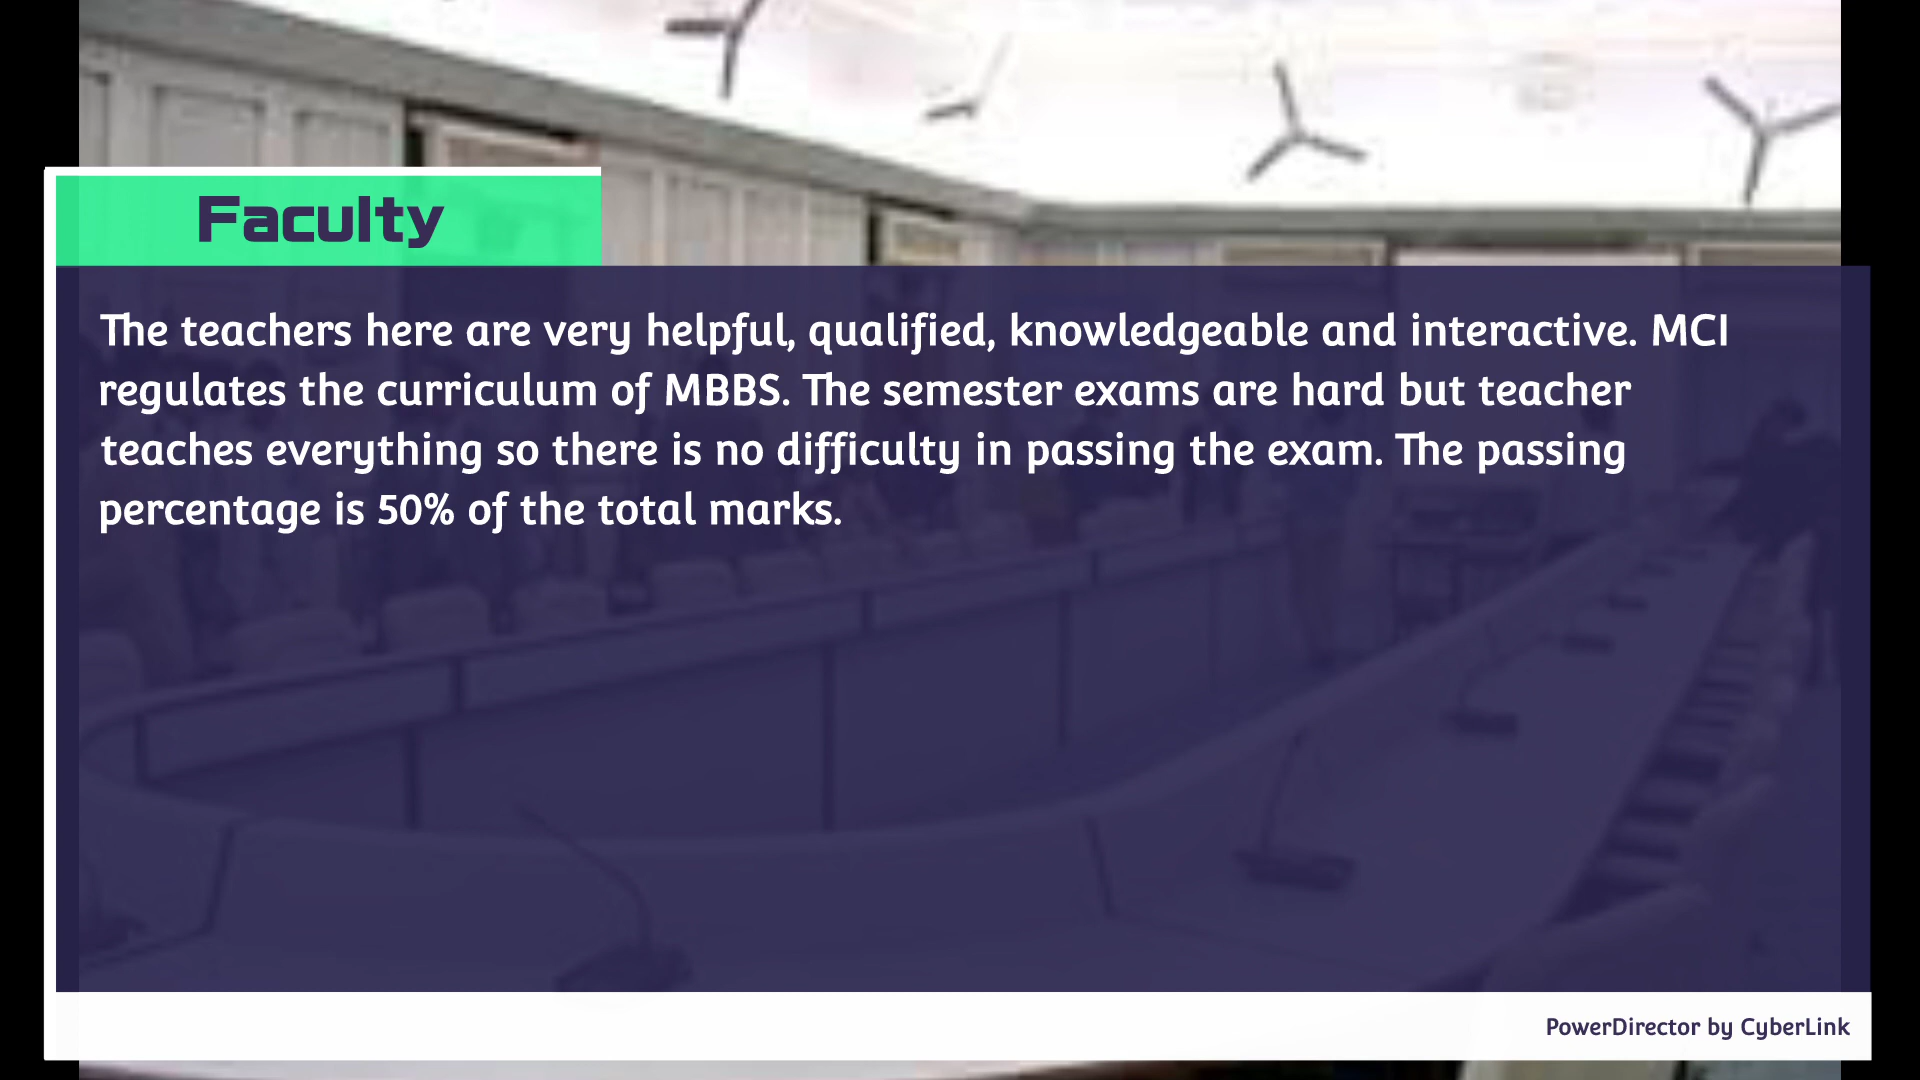 Faculty
The teachers here are very helpful, qualified, knowledgeable and interactive. MCI
regulates the curriculum of MBBS. The semester exams are hard but teacher
teaches everything so there is no difficulty in passing the exam. The passing
percentage is 50% of the total marks.
PowerDirector by CyberLink